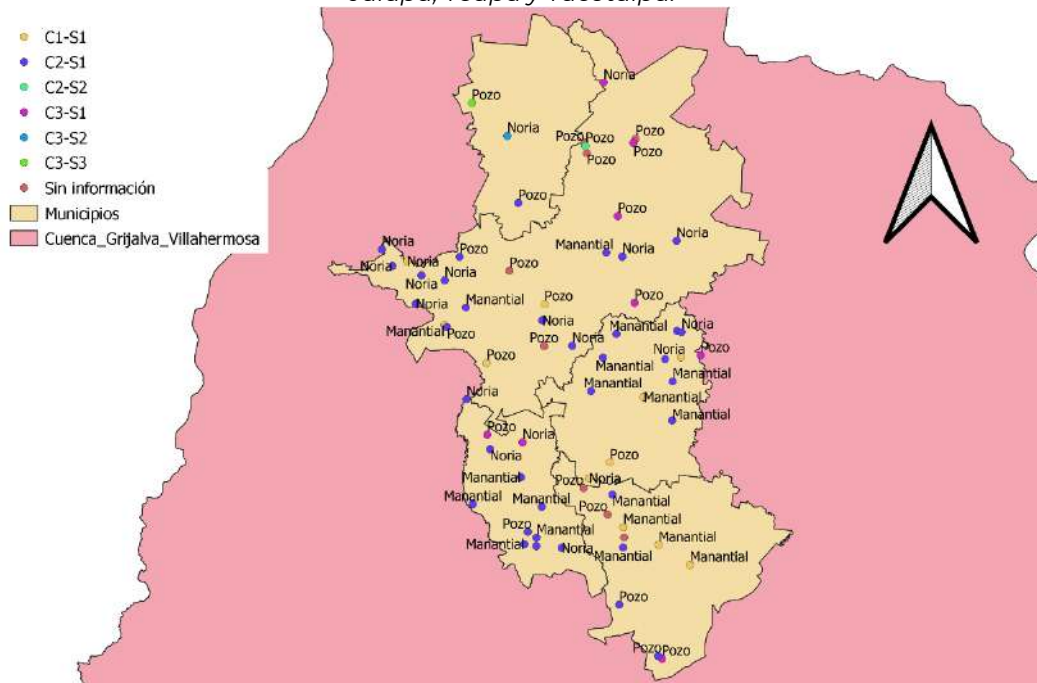 Jalapa, Teapa y Tacotalpa.
C1-S1
C2-S1
C2-S2
C3-S1
C3-S2
C3-S3
Sin información
Municipios
Cuenca_Grijalva_Villahermosa
Noria
Pozo
Noria
Pozo
Pozo
Pozo
Pozo
Pozo
Pozo
Pozo
Noria
Manantial
Noria
Noria
Pozo
Noria
Noria
Pozo
Noria
Noria
Noria
Manantial
Pozo
Pozo
Manantial
Pozo
Noria
Manantial
Noria
Pozo
Noria
Noria
Pozo
Pozo
Manantial
Manantial
Manantial
Noria
Manantial
Manantial
Pozo
Noria
Noria
Pozo
Manantial
Noria
Pozo
Manantial
Manantial
Manantial
Pozo
Manantial
Pozo
Manantial
Manantial
Manantial
Noria
Manantial
Manantial
Pozo
Pozo
Pozo